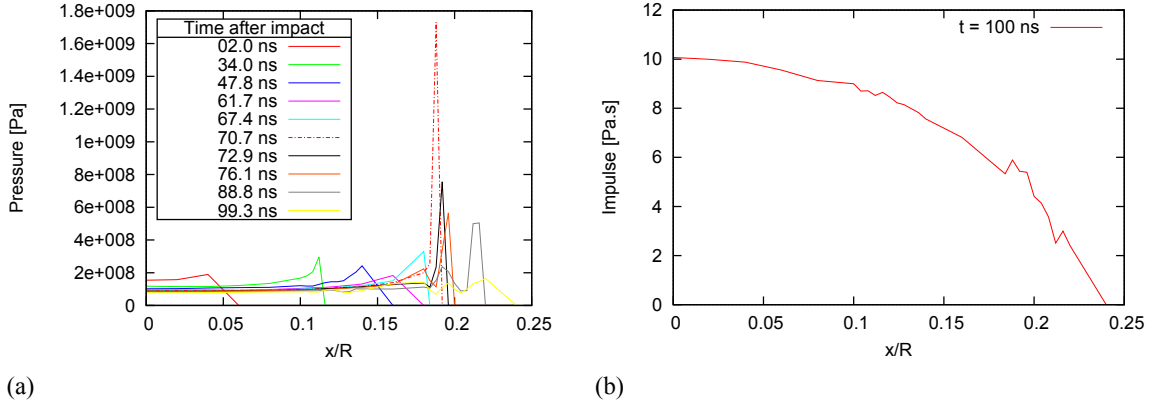 1.8e+009
1.6e+009
1.4e+009
1.2e+009
1e+009
8e+008
6e+008
4e+008
2e+008
0
Pressure [Pa]
Time after impact
02.0 ns
34.0 ns
47.8 ns
61.7 ns
67.4 ns
70.7 ns
72.9 ns
76.1 ns
88.8 ns
99.3 ns
0 0.05 0.1 0.15 0.2 0.25
x/R
(a)
12
10
8
6
4
2
0
Impulse [Pa.s]
t = 100 ns
0 0.05 0.1 0.15 0.2 0.25
x/R
(b)